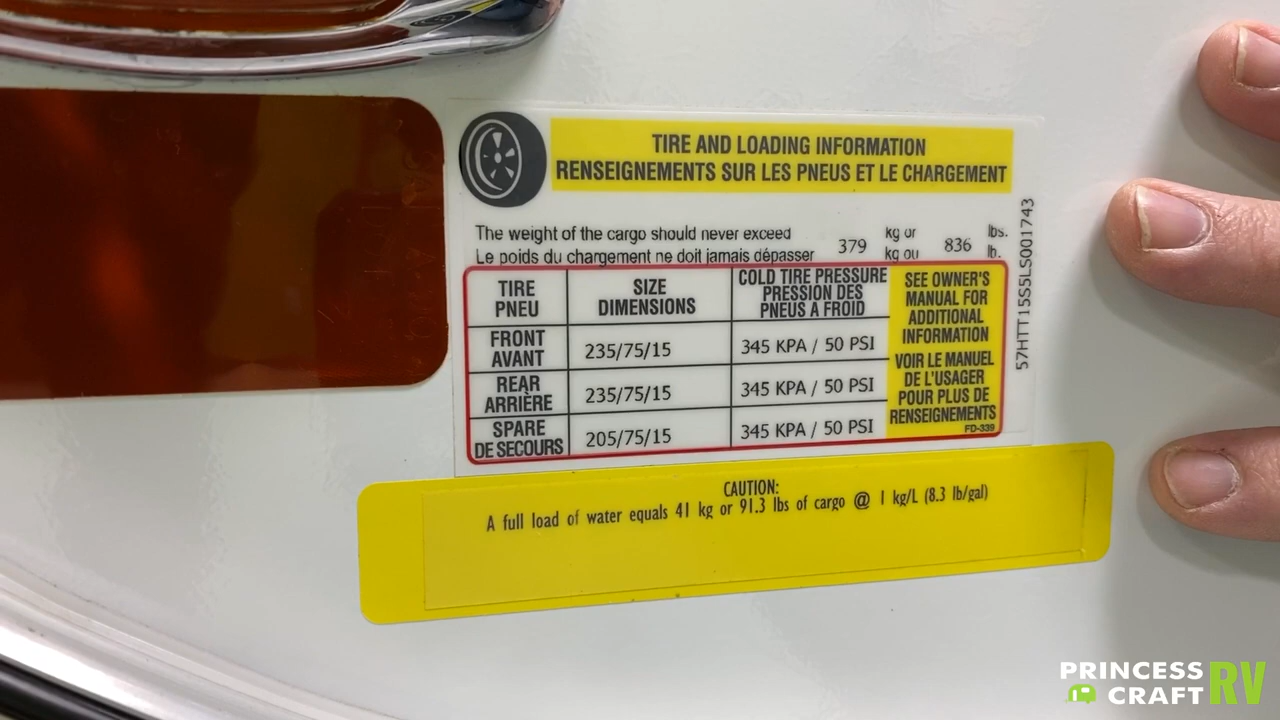 TIRE AND LOADING INFORMATION
RENSEIGNEMENTS SUR LES PNEUS ET LE CHARGEMENT
The weight of the cargo should never exceed kg or lbs.
Le poids du chargement ne doit jamais dépasser 379 kg ou 836 lb.
TIRE
PNEU
SIZE
DIMENSIONS
COLD TIRE PRESSURE
PRESSION DES
PNEUS A FROID
FRONT
AVANT
235/75/15
345 KPA / 50 PSI
REAR
ARRIÈRE
235/75/15
345 KPA / 50 PSI
SPARE
DE SECOURS
205/75/15
345 KPA / 50 PSI
SEE OWNER'S
MANUAL FOR
ADDITIONAL
INFORMATION
VOIR LE MANUEL
DE L'USAGER
POUR PLUS DE
RENSEIGNEMENTS
FD-339
57HTT15S5LS001743
CAUTION:
A full load of water equals 41 kg or 91.3 lbs of cargo @ 1 kg/L (8.3 lb/gal)
PRINCESS
CRAFT RV